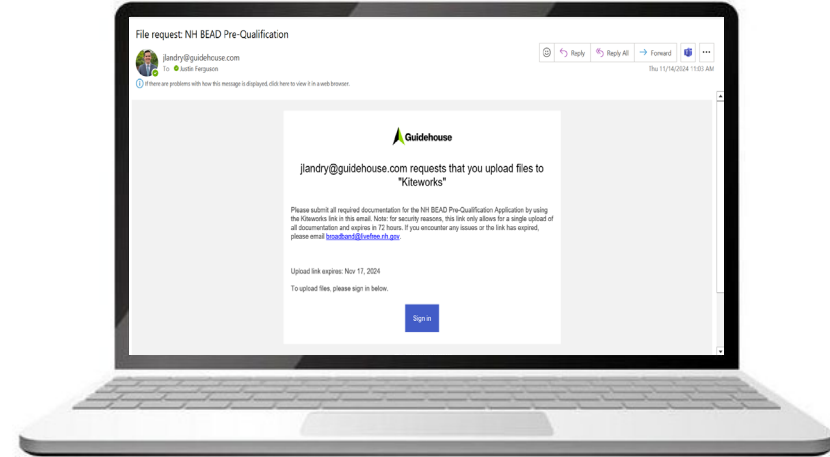 File request: NH BEAD Pre-Qualification
jlandry@guidehouse.com
To Justin Ferguson
Reply Reply All Forward
Thu 11/14/2024 11:03 AM
If there are problems with how this message is displayed, click here to view it in a web browser.
Guidehouse
jlandry@guidehouse.com requests that you upload files to
"Kiteworks"
Please submit all required documentation for the NH BEAD Pre-Qualification Application by using
the Kiteworks link in this email. Note: for security reasons, this link only allows for a single upload of
all documentation and expires in 72 hours. If you encounter any issues or the link has expired,
please email broadband@livefree.nh.gov.
Upload link expires: Nov 17, 2024
To upload files, please sign in below.
Sign in